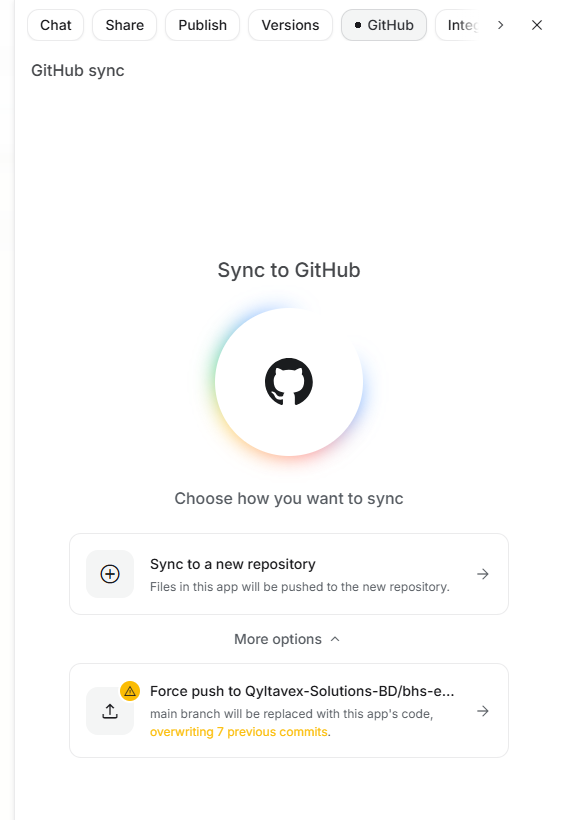 Chat Share Publish Versions GitHub Integ
GitHub sync
Sync to GitHub
Choose how you want to sync
Sync to a new repository
Files in this app will be pushed to the new repository.
More options
Force push to Qyltavex-Solutions-BD/bhs-e...
main branch will be replaced with this app's code,
overwriting 7 previous commits.